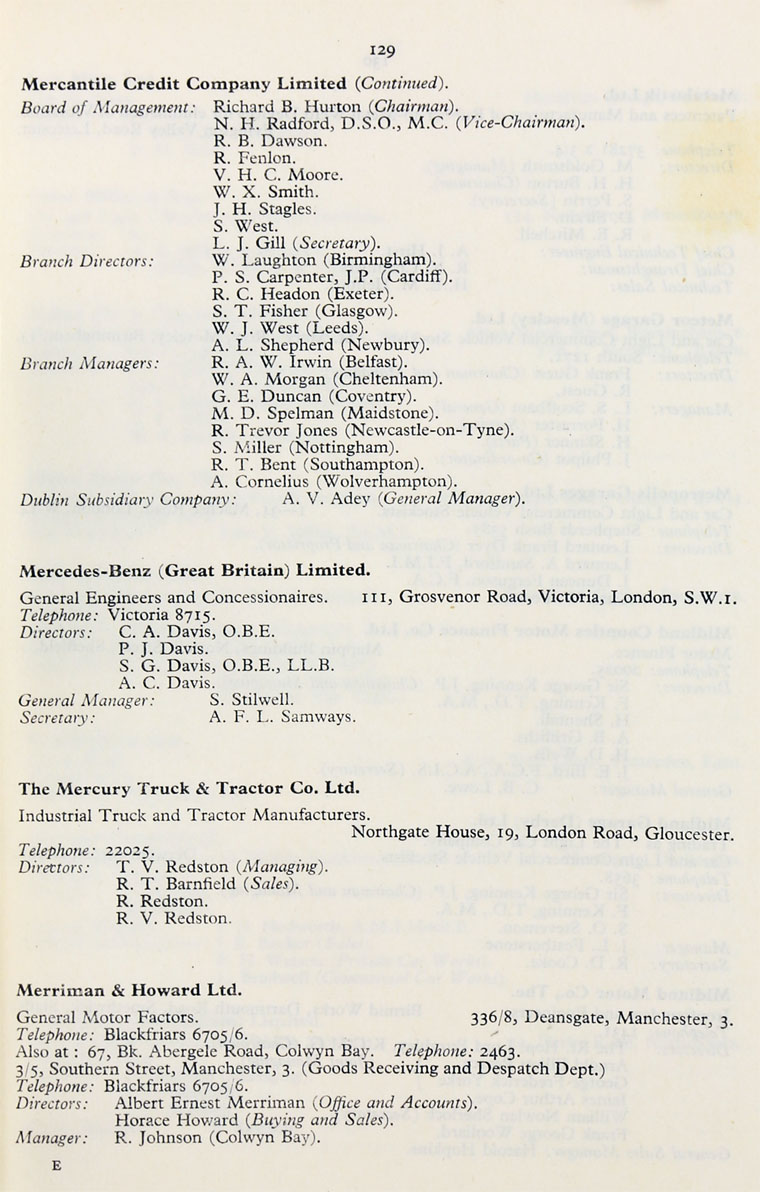 129
Mercantile Credit Company Limited (Continued).
Board of Management: Richard B. Hurton (Chairman).
N. H. Radford, D.S.O., M.C. (Vice-Chairman).
R. B. Dawson.
R. Fenlon.
V. H. C. Moore.
W. X. Smith.
J. H. Stagles.
S. West.
L. J. Gill (Secretary).
Branch Directors: W. Laughton (Birmingham).
P. S. Carpenter, J.P. (Cardiff).
R. C. Headon (Exeter).
S. T. Fisher (Glasgow).
W. J. West (Leeds).
A. L. Shepherd (Newbury).
Branch Managers: R. A. W. Irwin (Belfast).
W. A. Morgan (Cheltenham).
G. E. Duncan (Coventry).
M. D. Spelman (Maidstone).
R. Trevor Jones (Newcastle-on-Tyne).
S. Miller (Nottingham).
R. T. Bent (Southampton).
A. Cornelius (Wolverhampton).
Dublin Subsidiary Company: A. V. Adey (General Manager).
Mercedes-Benz (Great Britain) Limited.
General Engineers and Concessionaires. 111, Grosvenor Road, Victoria, London, S.W.1.
Telephone: Victoria 8715.
Directors: C. A. Davis, O.B.E.
P. J. Davis.
S. G. Davis, O.B.E., LL.B.
A. C. Davis.
General Manager: S. Stilwell.
Secretary: A. F. L. Samways.
The Mercury Truck & Tractor Co. Ltd.
Industrial Truck and Tractor Manufacturers.
Northgate House, 19, London Road, Gloucester.
Telephone: 22025.
Directors: T. V. Redston (Managing).
R. T. Barnfield (Sales).
R. Redston.
R. V. Redston.
Merriman & Howard Ltd.
General Motor Factors. 336/8, Deansgate, Manchester, 3.
Telephone: Blackfriars 6705/6.
Also at : 67, Bk. Abergele Road, Colwyn Bay. Telephone: 2463.
3/5, Southern Street, Manchester, 3. (Goods Receiving and Despatch Dept.)
Telephone: Blackfriars 6705/6.
Directors: Albert Ernest Merriman (Office and Accounts).
Horace Howard (Buying and Sales).
Manager: R. Johnson (Colwyn Bay).
E